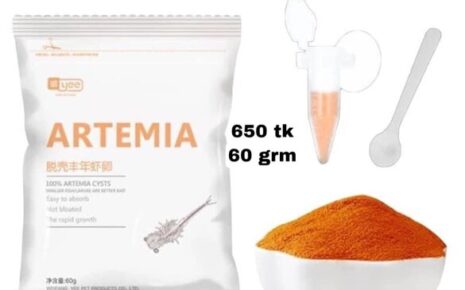 yee
ARTEMIA
脱壳丰年虾卵
100% ARTEMIA CYSTS
Easy to absorb
Not bloated
The rapid growth
净含量:60g
650 tk
60 grm